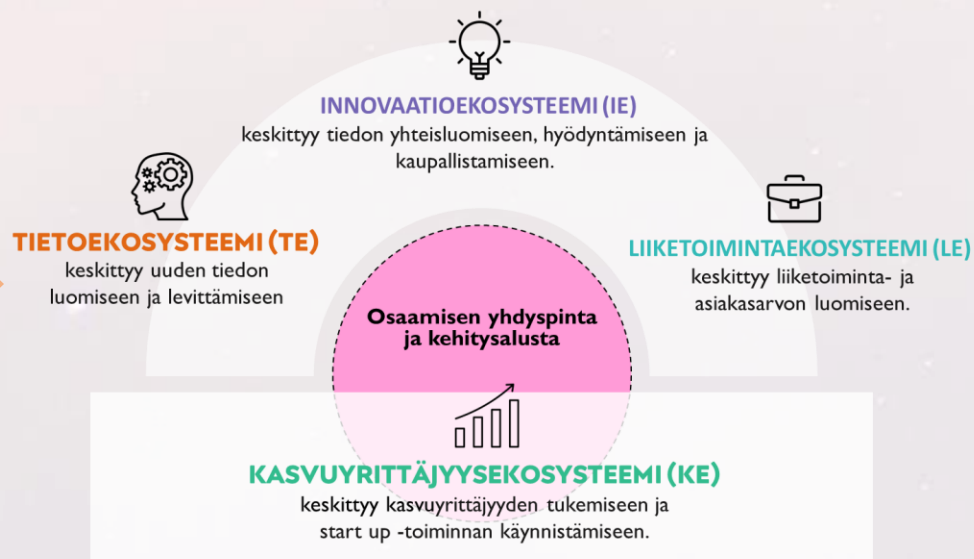 INNOVAATIOEKOSYSTEEMI (IE)
keskittyy tiedon yhteisluomiseen, hyödyntämiseen ja
kaupallistamiseen.
TIETOEKOSYSTEEMI (TE)
keskittyy uuden tiedon
luomiseen ja levittämiseen
LIIKETOIMINTAEKOSYSTEEMI (LE)
keskittyy liiketoiminta- ja
asiakasarvon luomiseen.
Osaamisen yhdyspinta
ja kehitysalusta
KASVUYRITTÄJYYSEKOSYSTEEMI (KE)
keskittyy kasvuyrittäjyyden tukemiseen ja
start up -toiminnan käynnistämiseen.